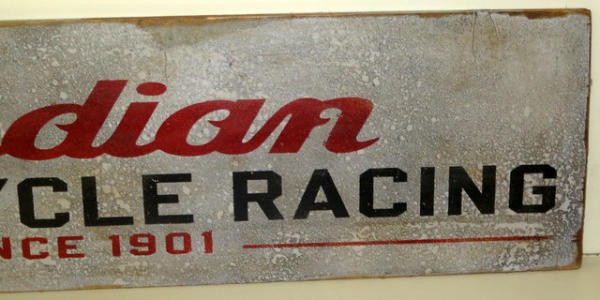 dian
YCLE RACING
NCE 1901